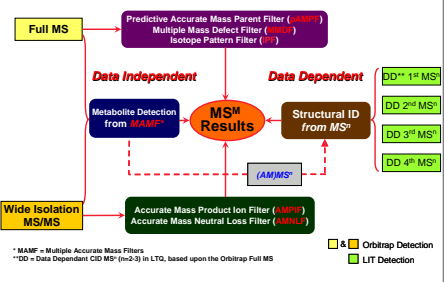 Full MS
Predictive Accurate Mass Parent Filter (pAMPF)
Multiple Mass Defect Filter (MMDF)
Isotope Pattern Filter (IPF)
Data Independent
Data Dependent
DD** 1st MSn
DD 2nd MSn
DD 3rd MSn
DD 4th MSn
Metabolite Detection
from MAMF*
MSM
Results
Structural ID
from MSn
(AM)MSn
Wide Isolation
MS/MS
Accurate Mass Product Ion Filter (AMPIF)
Accurate Mass Neutral Loss Filter (AMNLF)
& Orbitrap Detection
LIT Detection
* MAMF = Multiple Accurate Mass Filters
**DD = Data Dependant CID MSn (n=2-3) in LTQ, based upon the Orbitrap Full MS